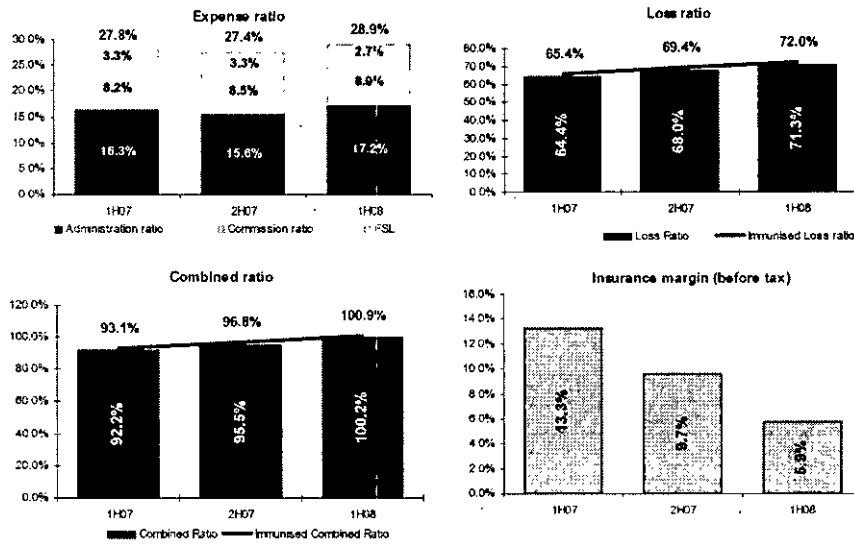 Expense ratio
27.8% 27.4% 28.9%
30.0%
3.3% 3.3% 2.7%
25.0%
20.0%
8.2% 8.5% 8.9%
15.0%
10.0%
16.3% 15.6% 17.2%
5.0%
0.0%
1H07 2H07 1H08
Administration ratio Commission ratio FSL
Loss ratio
80.0%
65.4% 69.4% 72.0%
70.0%
60.0%
50.0%
40.0%
64.4% 68.0% 71.3%
30.0%
20.0%
10.0%
0.0%
1H07 2H07 1H08
Loss Ratio Immunised Loss ratio
Combined ratio
120.0%
93.1% 96.8% 100.9%
100.0%
80.0%
60.0%
92.2% 95.5% 100.2%
40.0%
20.0%
0.0%
1H07 2H07 1H08
Combined Ratio Immunised Combined Ratio
Insurance margin (before tax)
16.0%
14.0%
12.0%
10.0%
8.0%
13.3% 9.7% 5.9%
6.0%
4.0%
2.0%
0.0%
1H07 2H07 1H08